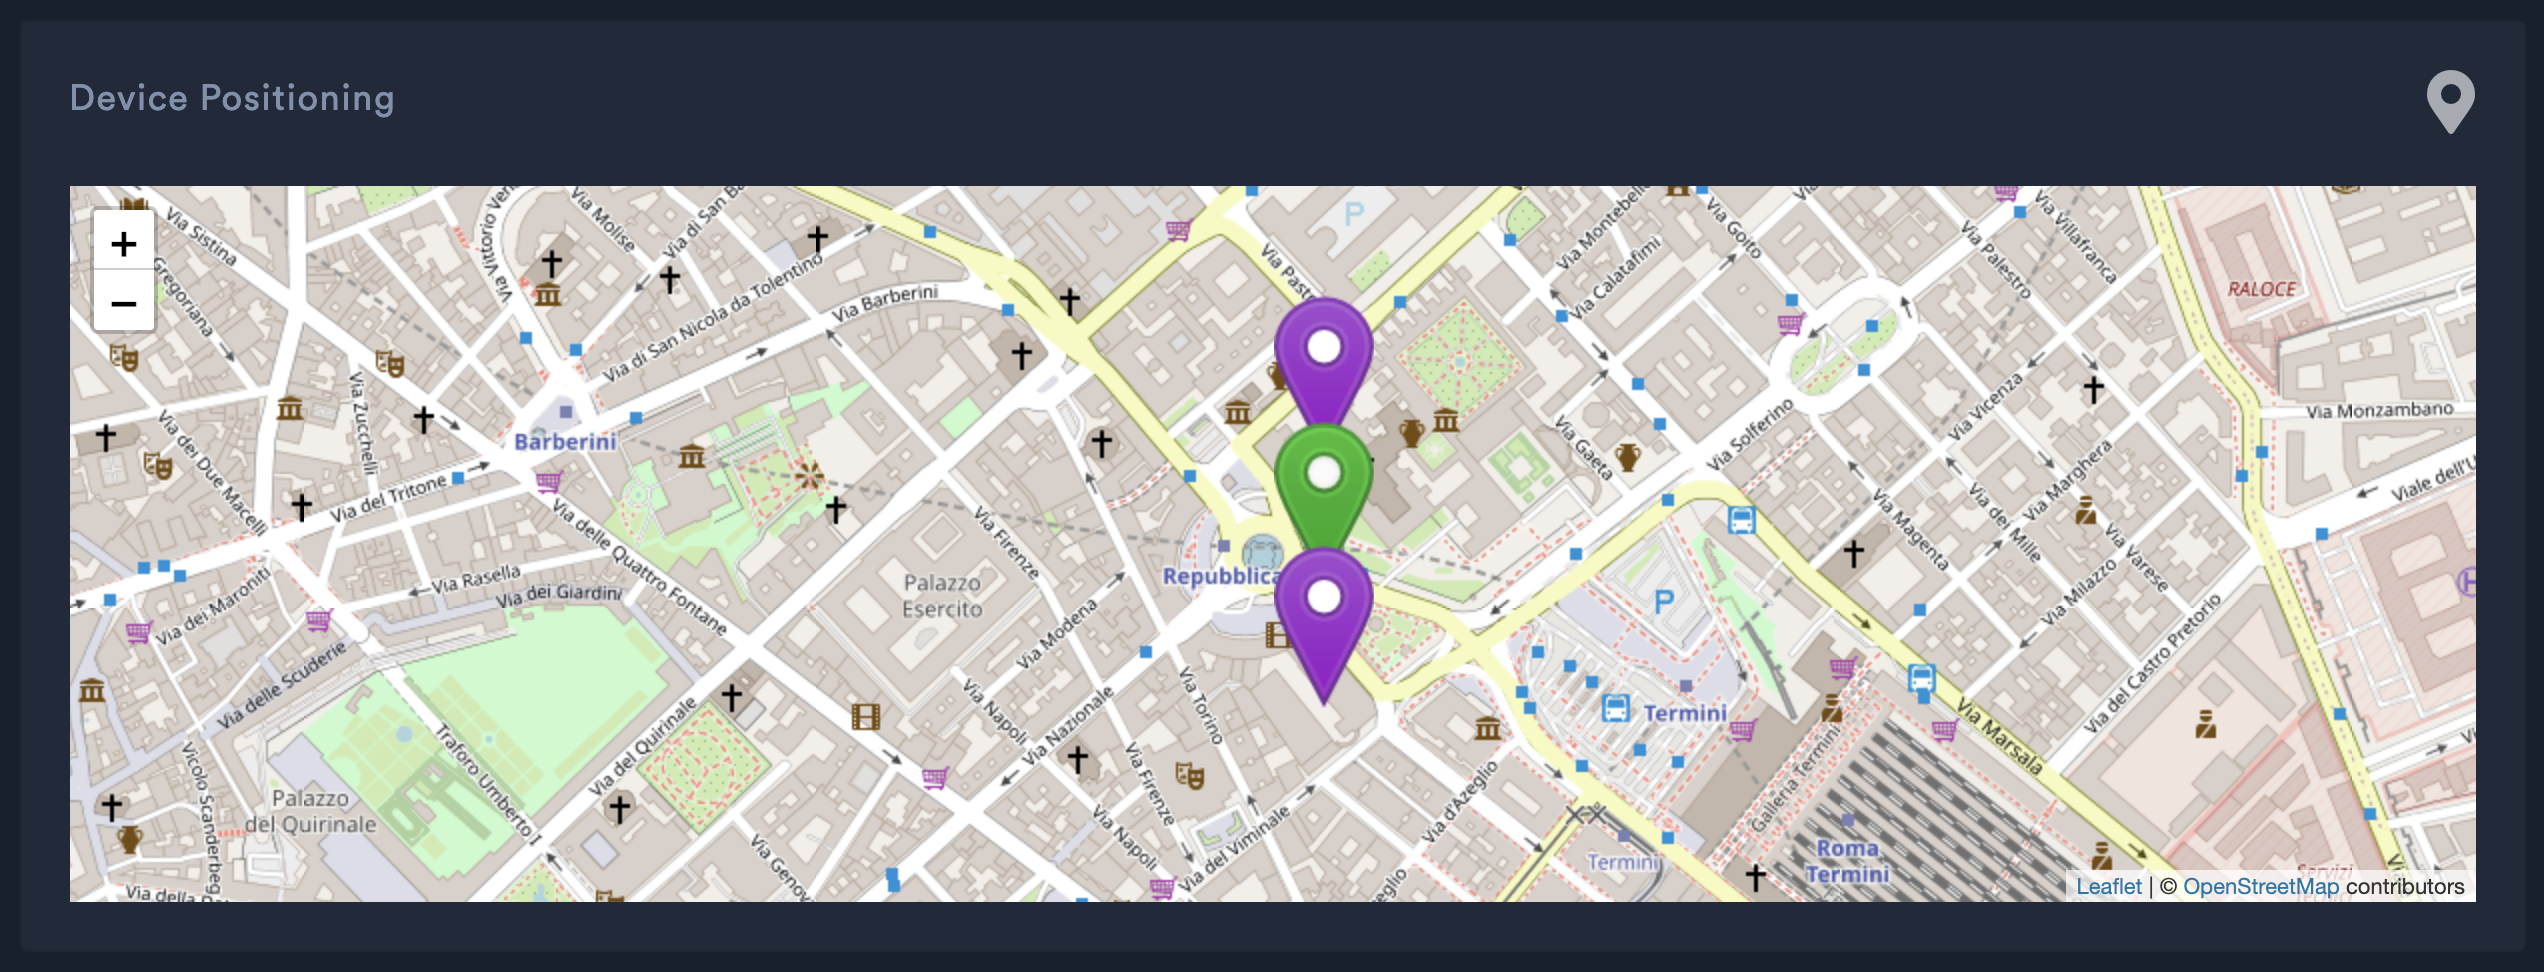 Device Positioning
+
−
Via Sistina
Gregoriana
Via Vittorio Ven
Via Molise
Via di San Ba
Via di San Nicola da Tolentino
Via Barberini
Via Pastr
P
Via Montebello
Via Calatafimi
Via Goito
Via Palestro
Via Villafranca
RALOCE
Via Monzambano
Viale dell'U
Via Vicenza
Via Solferino
Via Gaeta
Via Marghera
Via Magenta
Via dei Mille
Via Varese
Via Milazzo
Via del Castro Pretorio
Via Marsala
H
Via dei Due Macelli
Via Zucchelli
Barberini
Via del Tritone
Via delle Quattro Fontane
Via Rasella
Via dei Giardini
Via dei Maroniti
Via delle Scuderie
Vicolo Scanderbeg
Palazzo
del Quirinale
Traforo Umberto I
Via del Quirinale
Via Genov
Via della Da
Palazzo
Esercito
Via Firenze
Via Modena
Via Napoli
Via Nazionale
Via Torino
Via Firenze
Via Napoli
Via del Viminale
Repubblica
Via d'Azeglio
eglio
P
Termini
Termini
Galleria Termini
Roma
Termini
Servizi
Leaflet | © OpenStreetMap contributors